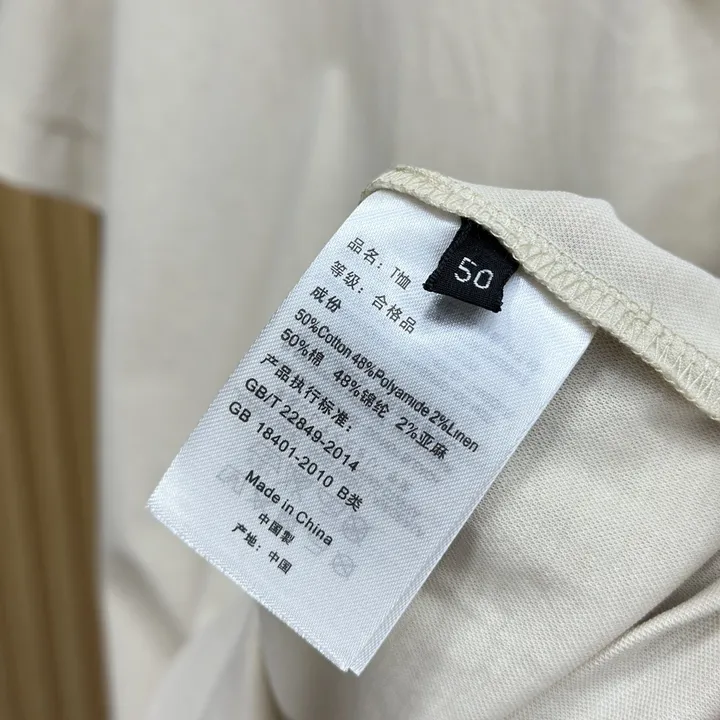 50
品名：T恤
等级：合格品
成份
50%Cotton 48%Polyamide 2%Linen
50%棉 48%锦纶 2%亚麻
产品执行标准：
GB/T 22849-2014
GB 18401-2010 B类
Made in China
中国製
产地：中国